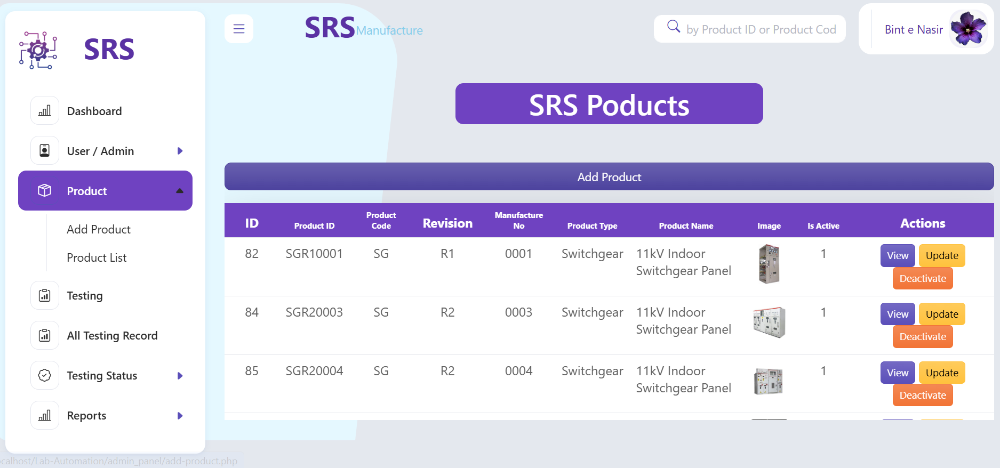 SRS
Dashboard
User / Admin
Product
Add Product
Product List
Testing
All Testing Record
Testing Status
Reports
SRS Manufacture
by Product ID or Product Cod
Bint e Nasir
SRS Poducts
Add Product
ID Product ID Product Code Revision Manufacture No Product Type Product Name Image Is Active Actions
82 SGR10001 SG R1 0001 Switchgear 11kV Indoor 1 View Update
Switchgear Panel Deactivate
84 SGR20003 SG R2 0003 Switchgear 11kV Indoor 1 View Update
Switchgear Panel Deactivate
85 SGR20004 SG R2 0004 Switchgear 11kV Indoor 1 View Update
Switchgear Panel Deactivate
ocalhost/Lab-Automation/admin_panel/add-product.php